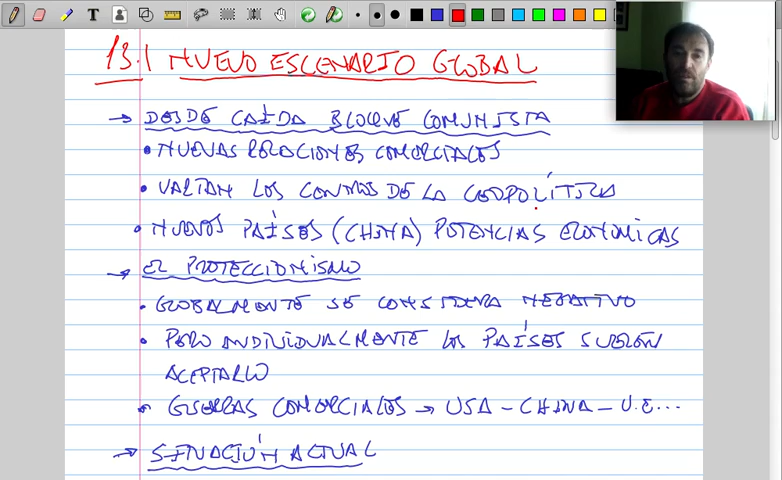 13.1 NUEVO ESCENARIO GLOBAL
→ DESDE CAÍDA BLOQUE COMUNISTA
• NUEVAS RELACIONES COMERCIALES
• VARÍAN LOS CENTROS DE LA GEOPOLÍTICA
• NUEVOS PAÍSES (CHINA) POTENCIAS ECONÓMICAS
→ EL PROTECCIONISMO
• GLOBALMENTE SE CONSIDERA NEGATIVO
• PERO INDIVIDUALMENTE LOS PAÍSES SUELEN
ACEPTARLO
• GUERRAS COMERCIALES → USA - CHINA - U.E...
→ SITUACIÓN ACTUAL